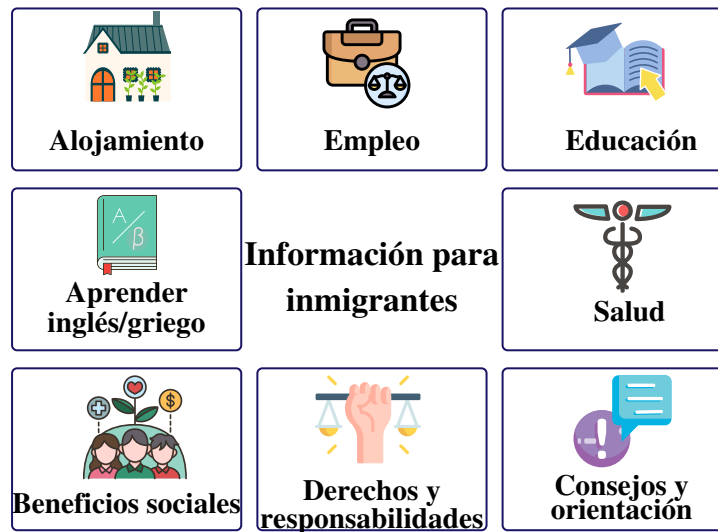 Alojamiento
Empleo
Educación
A
β
Aprender
inglés/griego
Información para
inmigrantes
Salud
$
Beneficios sociales
Derechos y
responsabilidades
!
Consejos y
orientación